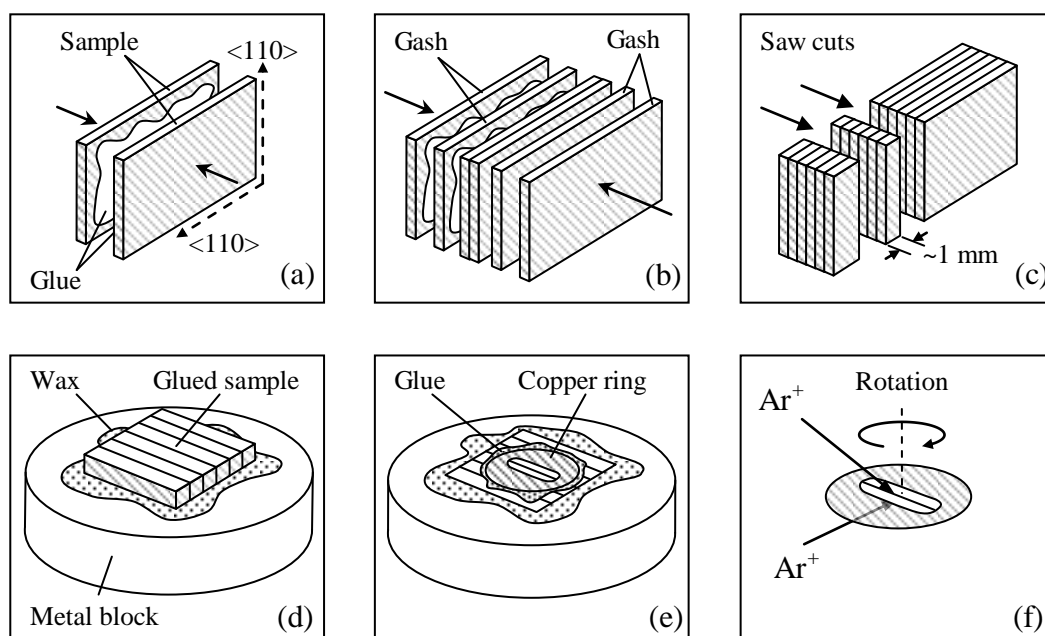 Sample
<110>
<110>
Glue
(a)
Gash
Gash
(b)
Saw cuts
~1 mm
(c)
Wax
Glued sample
Metal block
(d)
Glue
Copper ring
(e)
Rotation
Ar⁺
Ar⁺
(f)